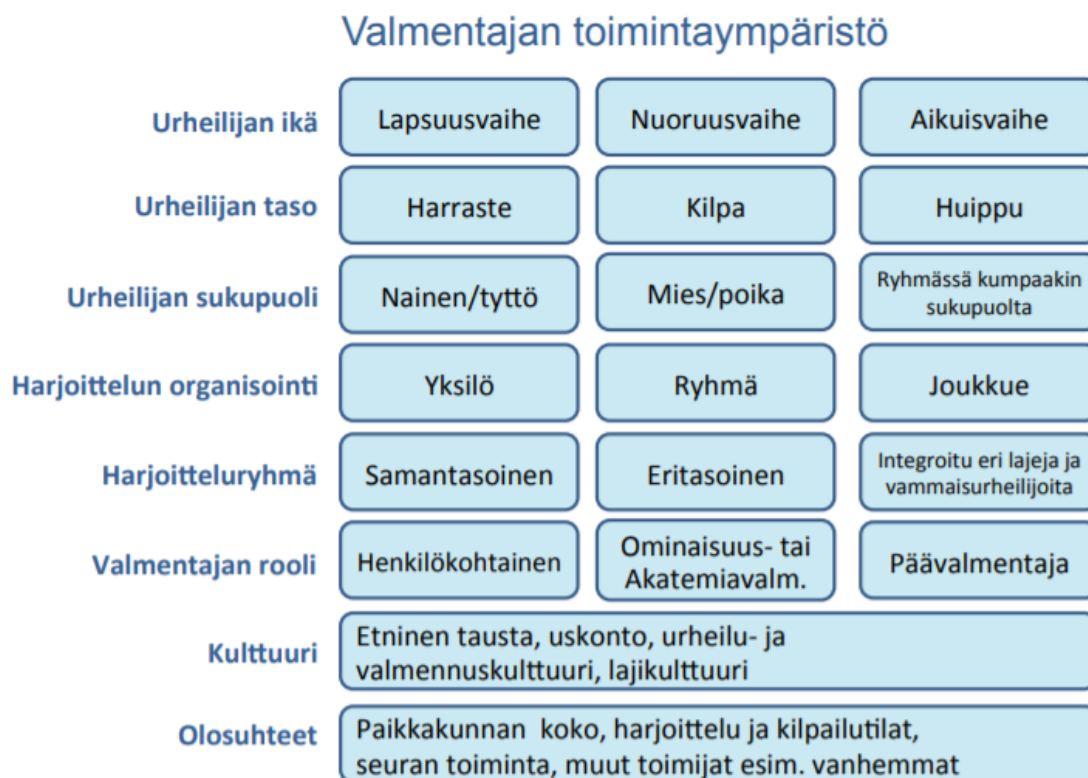 Valmentajan toimintaympäristö
Urheilijan ikä
Lapsuusvaihe
Nuoruusvaihe
Aikuisvaihe
Urheilijan taso
Harraste
Kilpa
Huippu
Urheilijan sukupuoli
Nainen/tyttö
Mies/poika
Ryhmässä kumpaakin
sukupuolta
Harjoittelun organisointi
Yksilö
Ryhmä
Joukkue
Harjoitteluryhmä
Samantasoinen
Eritasoinen
Integroitu eri lajeja ja
vammaisurheilijoita
Valmentajan rooli
Henkilökohtainen
Ominaisuus- tai
Akatemiavalm.
Päävalmentaja
Kulttuuri
Etninen tausta, uskonto, urheilu- ja
valmennuskulttuuri, lajikulttuuri
Olosuhteet
Paikkakunnan koko, harjoittelu ja kilpailutilat,
seuran toiminta, muut toimijat esim. vanhemmat